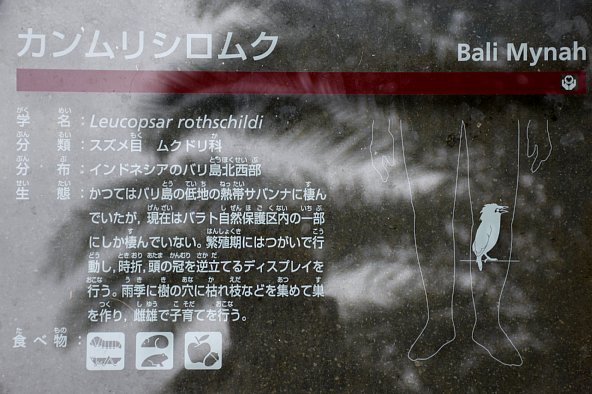 カンムリシロムク
Bali Mynah
学名：Leucopsar rothschildi
分類：スズメ目 ムクドリ科
分布：インドネシアのバリ島北西部
生態：かつてはバリ島の低地の熱帯サバンナに棲ん
でいたが，現在はバラト自然保護区内の一部
にしか棲んでいない。繁殖期にはつがいで行
動し，時折，頭の冠を逆立てるディスプレイを
行う。雨季に樹の穴に枯れ枝などを集めて巣
を作り，雌雄で子育てを行う。
食べ物：